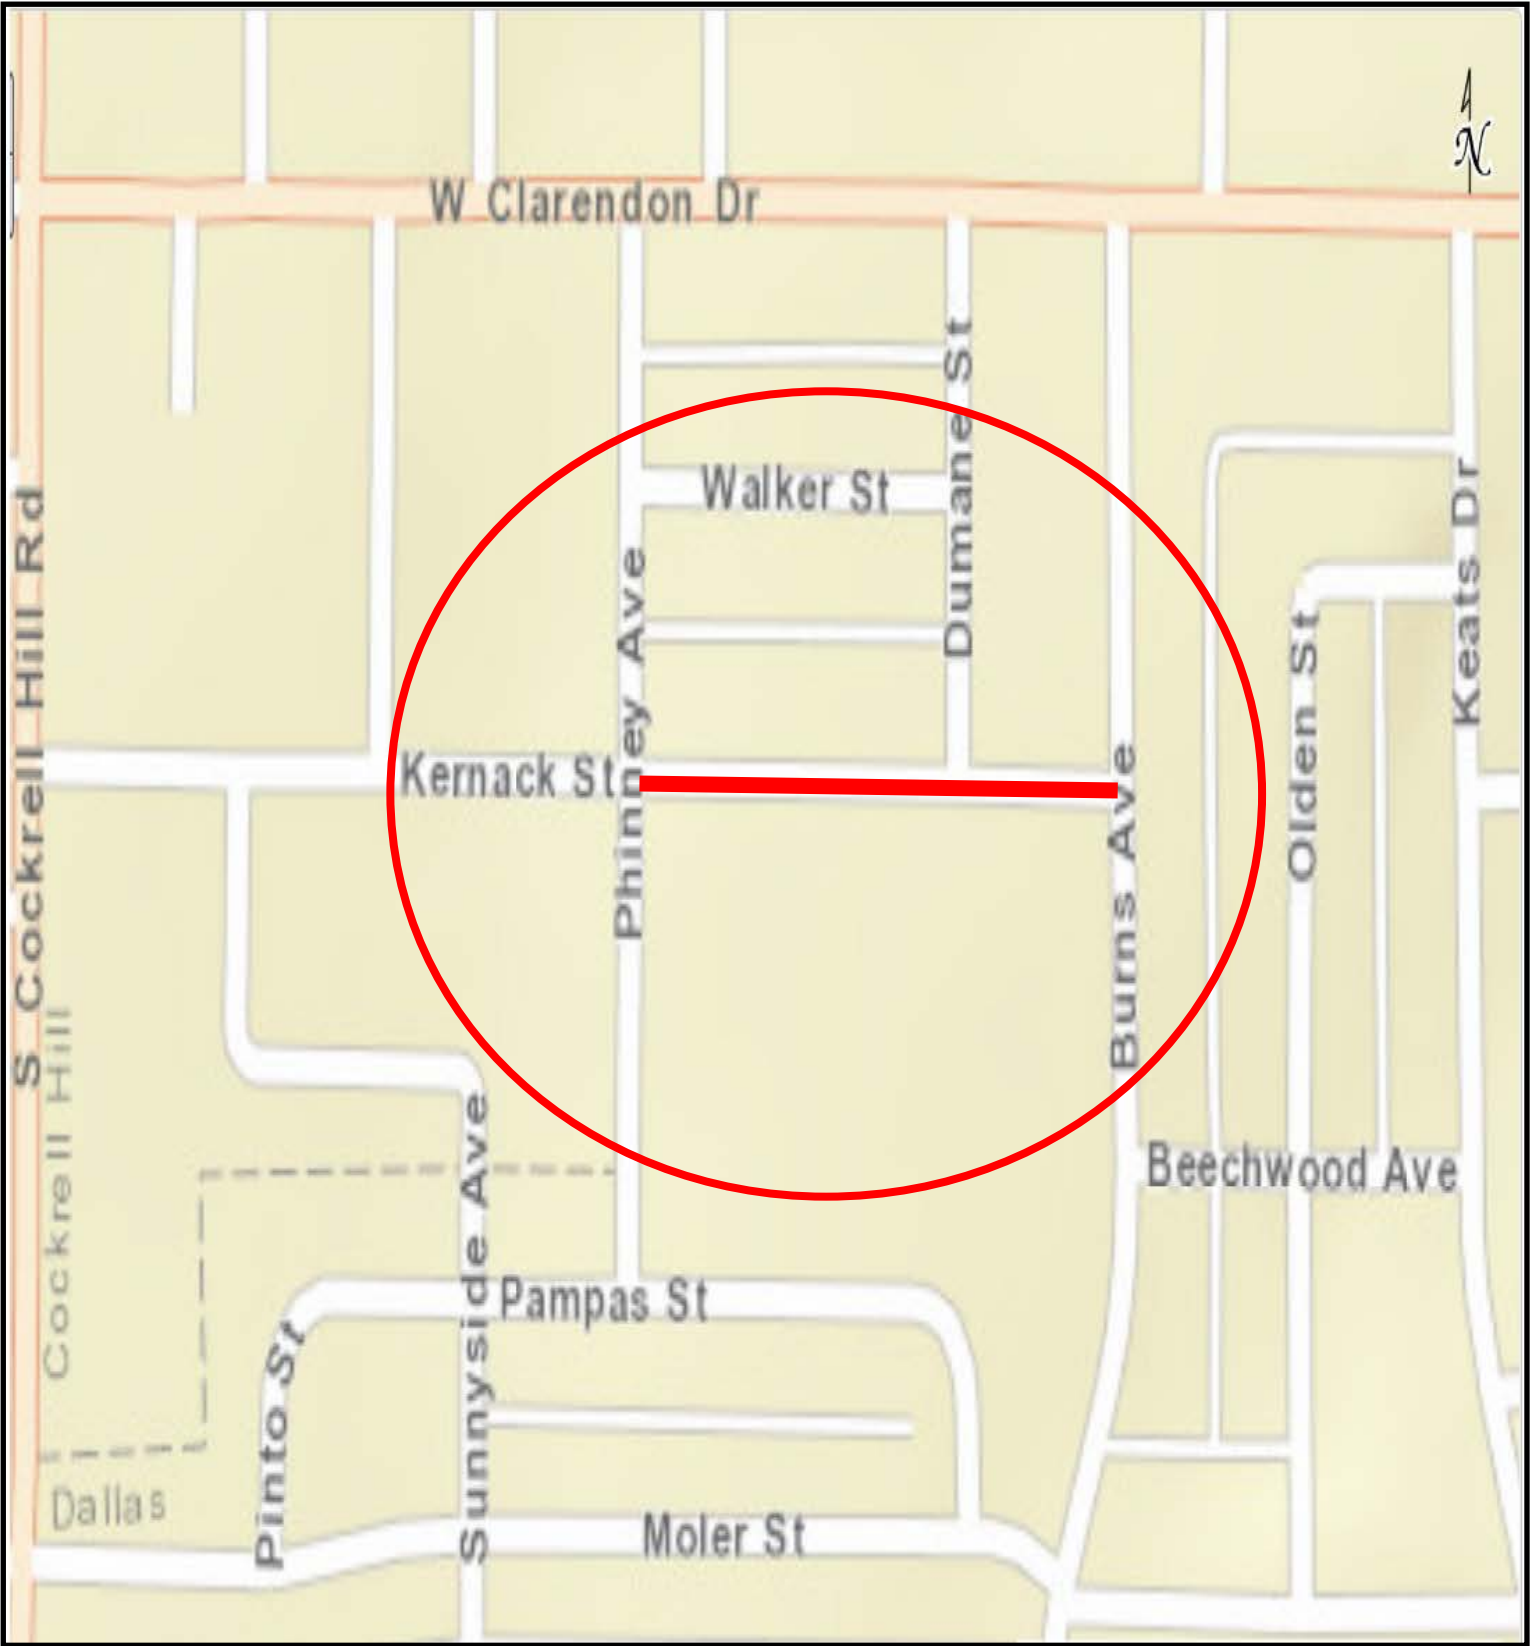 N
W Clarendon Dr
Dumane St
Walker St
S Cockrell Hill Rd
Phinney Ave
Keats Dr
Olden St
Kernack St
Burns Ave
Cockrell Hill
Sunnyside Ave
Beechwood Ave
Pampas St
Pinto St
Dallas
Moler St